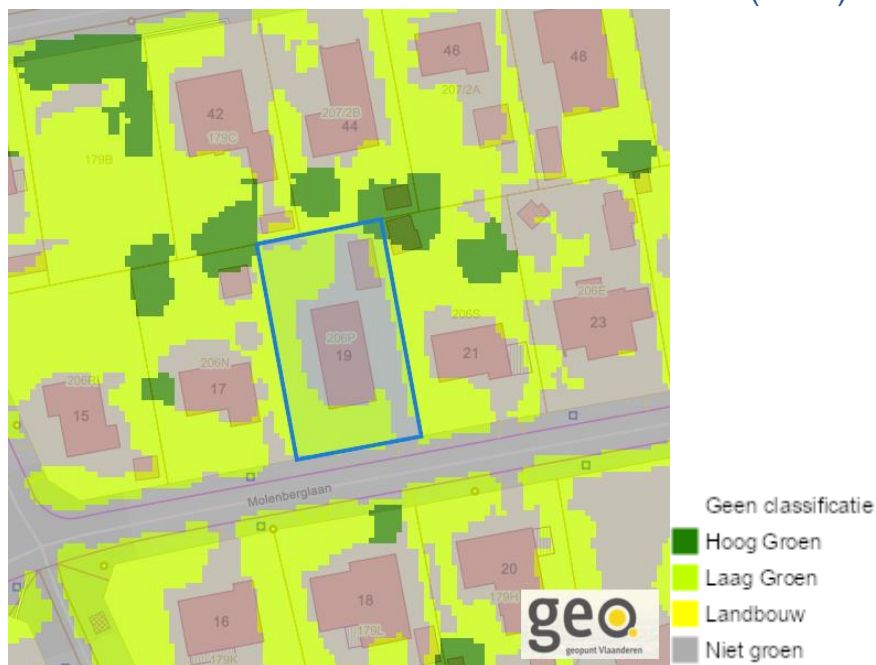 46
48
42
207/2A
207/2B
44
179C
179B
206P
19
206S
21
206E
23
206N
17
15
Molenberglaan
16
18
20
179K
179L
179H
geo
geopunt Vlaanderen
Geen classificatie
Hoog Groen
Laag Groen
Landbouw
Niet groen